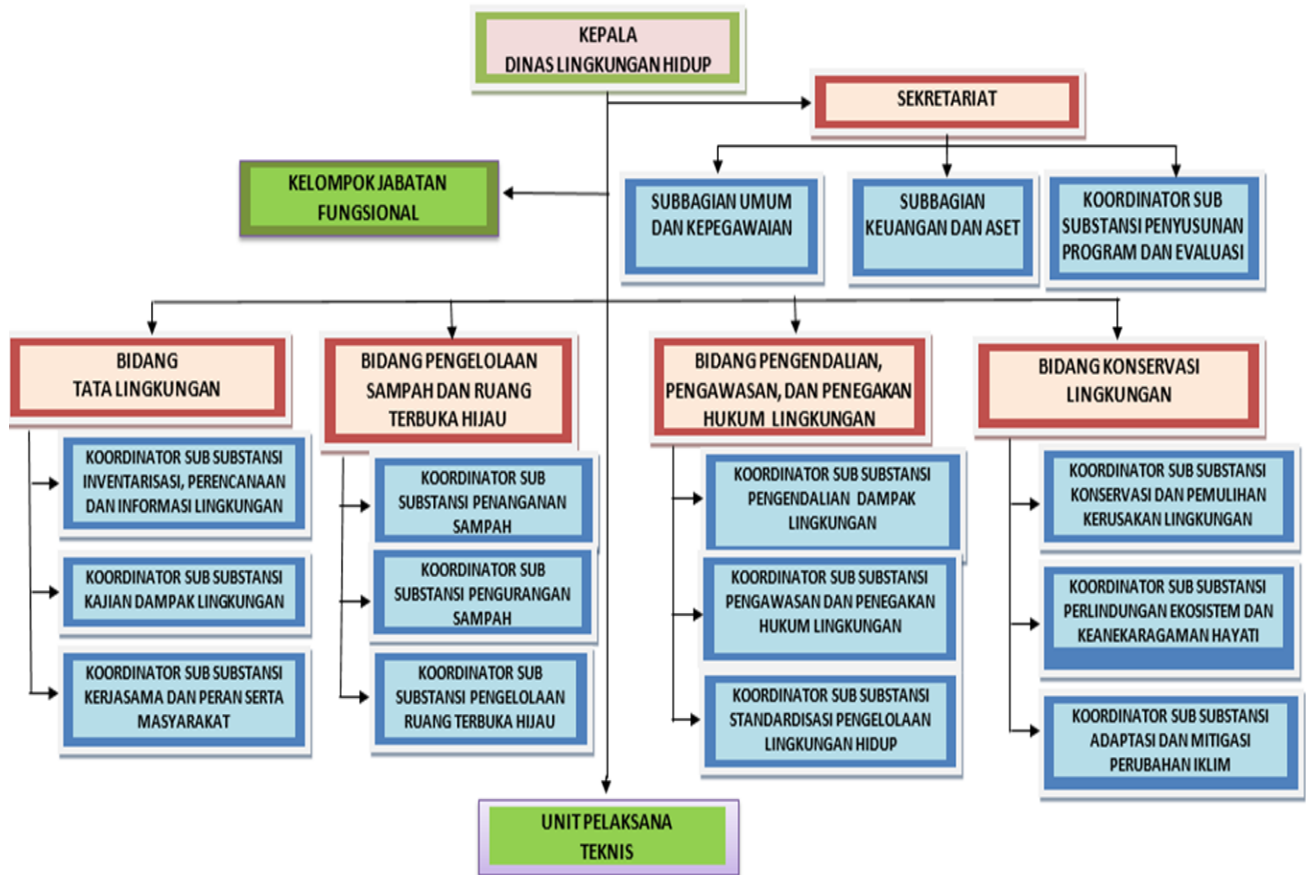 KEPALA
DINAS LINGKUNGAN HIDUP
SEKRETARIAT
KELOMPOK JABATAN
FUNGSIONAL
SUBBAGIAN UMUM
DAN KEPEGAWAIAN
SUBBAGIAN
KEUANGAN DAN ASET
KOORDINATOR SUB
SUBSTANSI PENYUSUNAN
PROGRAM DAN EVALUASI
BIDANG
TATA LINGKUNGAN
BIDANG PENGELOLAAN
SAMPAH DAN RUANG
TERBUKA HIJAU
BIDANG PENGENDALIAN,
PENGAWASAN, DAN PENEGAKAN
HUKUM LINGKUNGAN
BIDANG KONSERVASI
LINGKUNGAN
KOORDINATOR SUB SUBSTANSI
INVENTARISASI, PERENCANAAN
DAN INFORMASI LINGKUNGAN
KOORDINATOR SUB SUBSTANSI
KAJIAN DAMPAK LINGKUNGAN
KOORDINATOR SUB SUBSTANSI
KERJASAMA DAN PERAN SERTA
MASYARAKAT
KOORDINATOR SUB
SUBSTANSI PENANGANAN
SAMPAH
KOORDINATOR SUB
SUBSTANSI PENGURANGAN
SAMPAH
KOORDINATOR SUB
SUBSTANSI PENGELOLAAN
RUANG TERBUKA HIJAU
KOORDINATOR SUB SUBSTANSI
PENGENDALIAN DAMPAK
LINGKUNGAN
KOORDINATOR SUB SUBSTANSI
PENGAWASAN DAN PENEGAKAN
HUKUM LINGKUNGAN
KOORDINATOR SUB SUBSTANSI
STANDARDISASI PENGELOLAAN
LINGKUNGAN HIDUP
KOORDINATOR SUB SUBSTANSI
KONSERVASI DAN PEMULIHAN
KERUSAKAN LINGKUNGAN
KOORDINATOR SUB SUBSTANSI
PERLINDUNGAN EKOSISTEM DAN
KEANEKARAGAMAN HAYATI
KOORDINATOR SUB SUBSTANSI
ADAPTASI DAN MITIGASI
PERUBAHAN IKLIM
UNIT PELAKSANA
TEKNIS